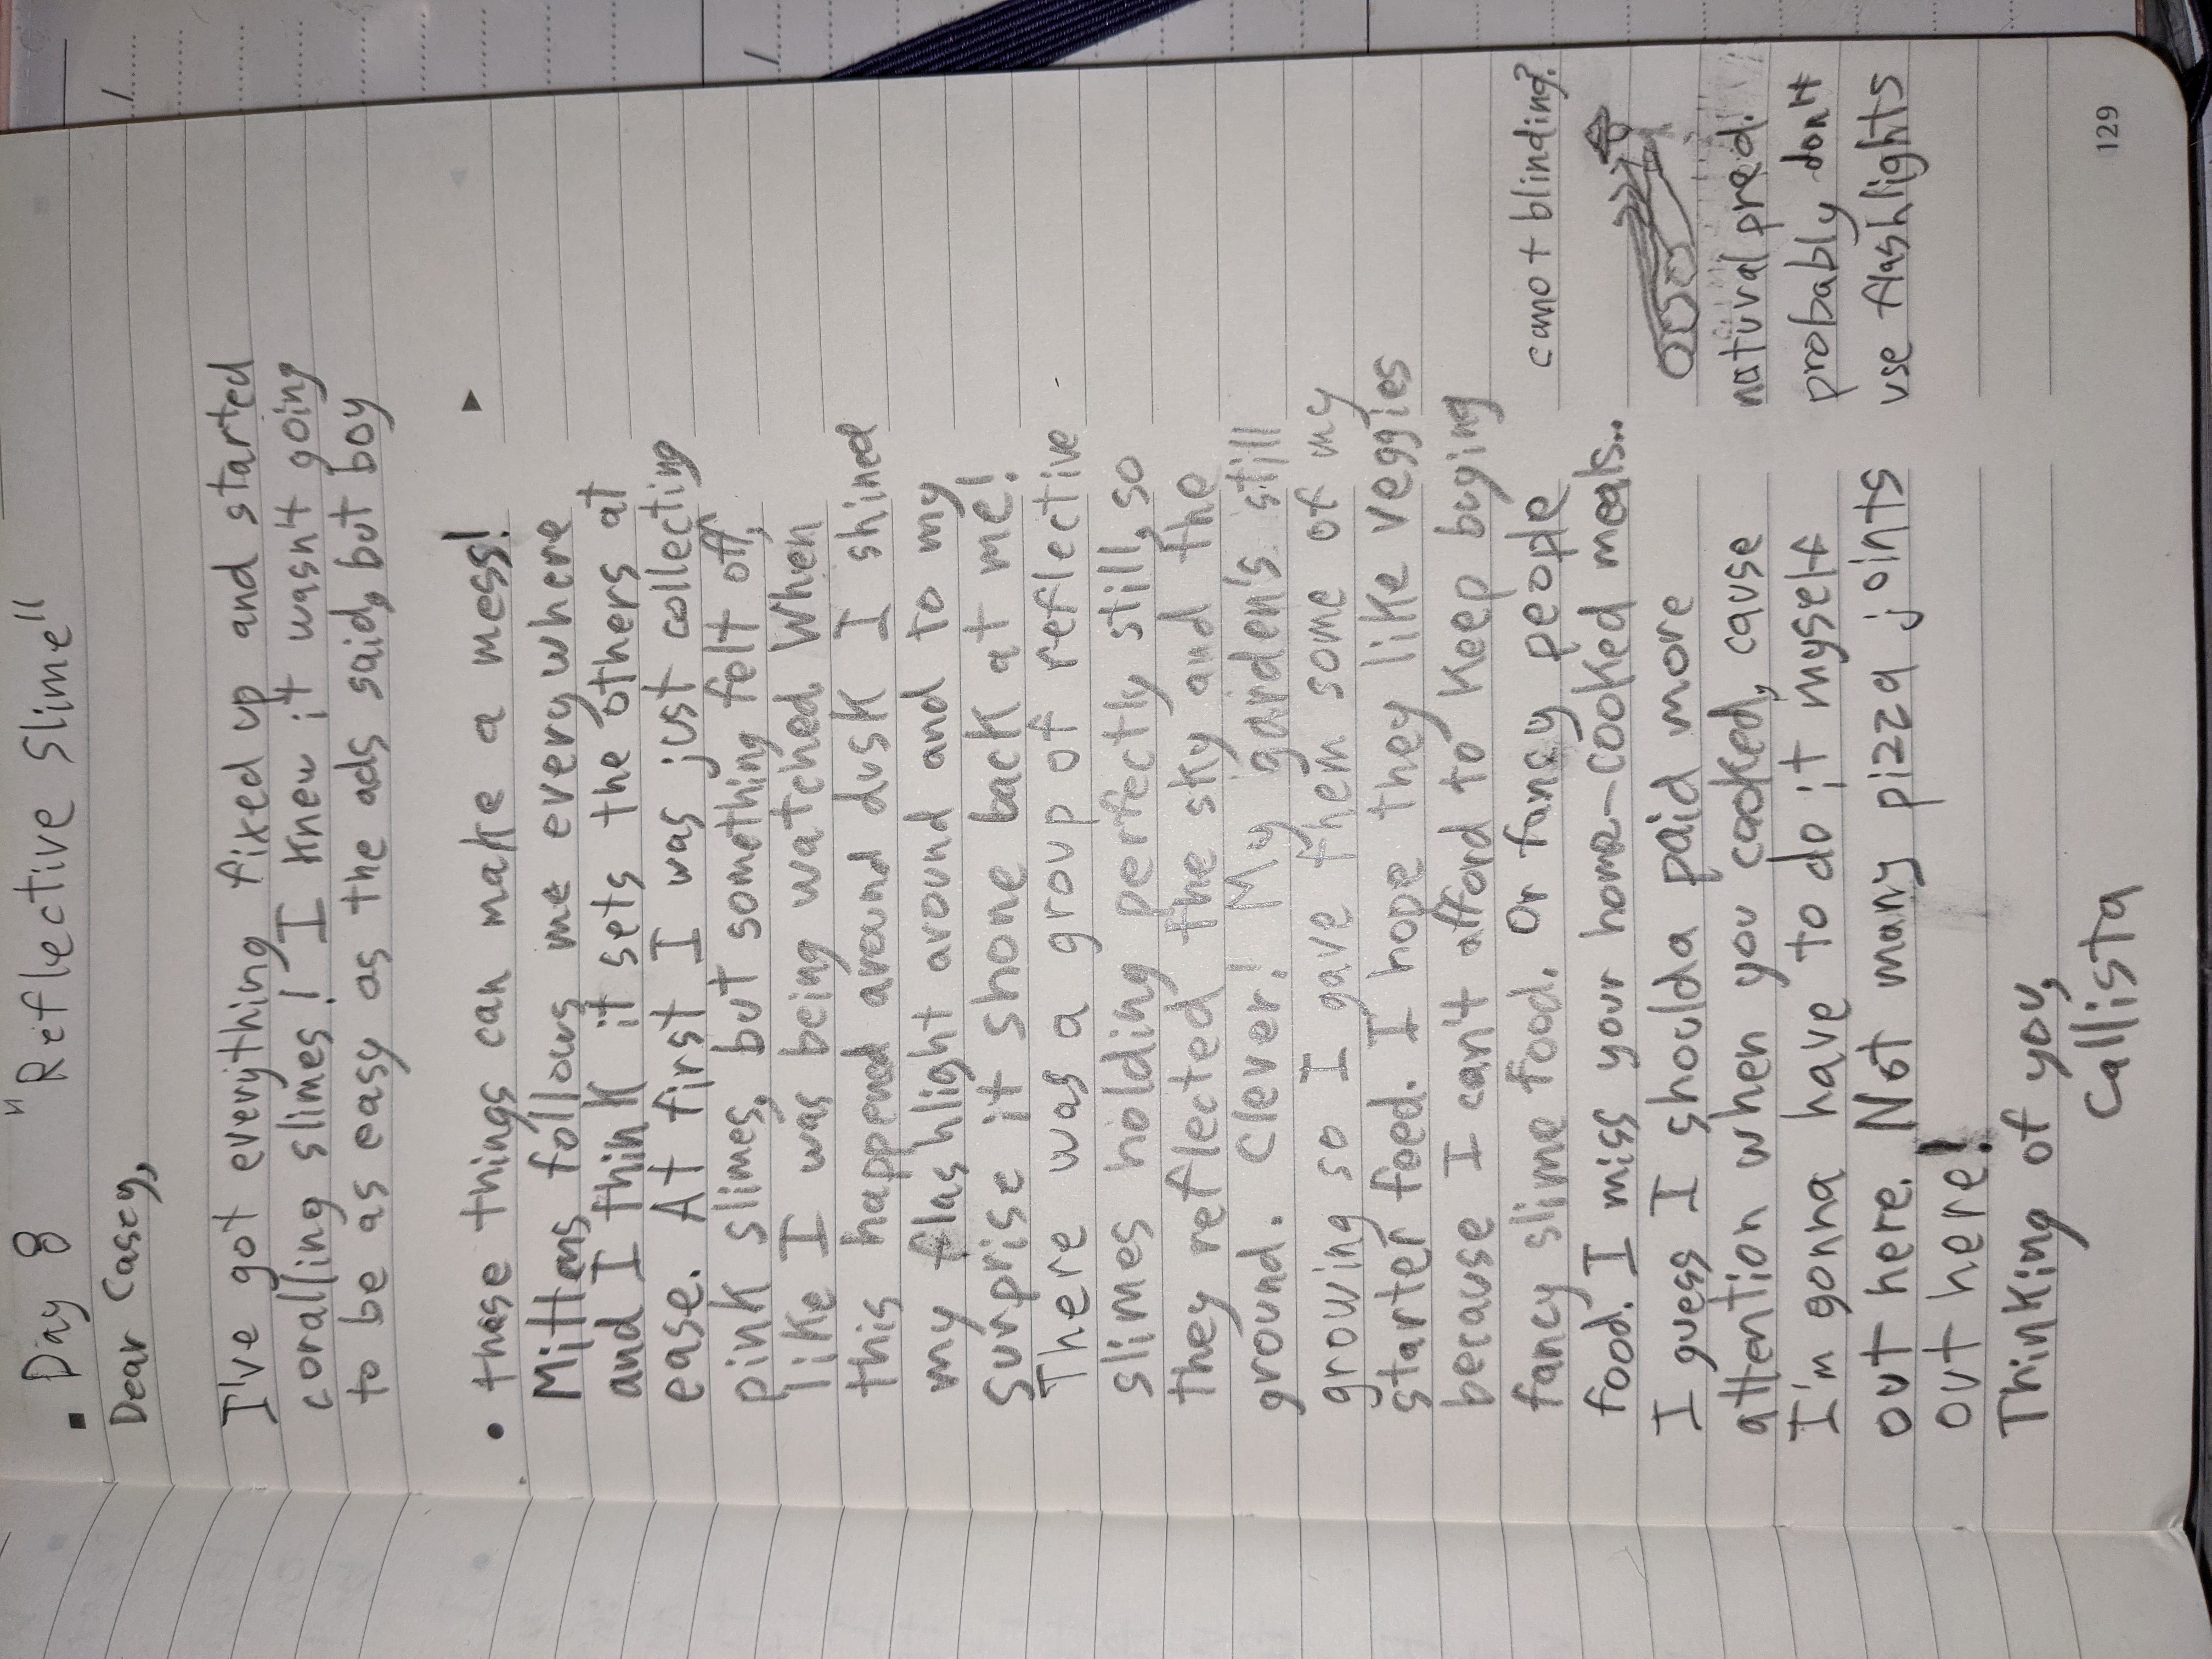 Day 8 "Reflective Slime"
Dear Casey,
I've got everything fixed up and started
coralling slimes! I knew it wasn't going
to be as easy as the ads said, but boy
these things can make a mess!
Mittens follows me everywhere
and I think it sets the others at
ease. At first I was just collecting
pink slimes, but something felt off,
like I was being watched. When
this happened around dusk I shined
my flashlight around and to my
surprise it shone back at me!
There was a group of reflective
slimes holding perfectly still, so
they reflected the sky and the
ground. Clever! My garden's still
growing so I gave them some of my
starter feed. I hope they like veggies
because I can't afford to keep buying
fancy slime food. Or fancy people
food. I miss your home-cooked meals..
I guess I shoulda paid more
attention when you cooked, cause
I'm gonna have to do it myself
out here. Not many pizza joints
out here!
Thinking of you,
Callista
camo + blinding?
natural pred.
probably don't
use flashlights
129